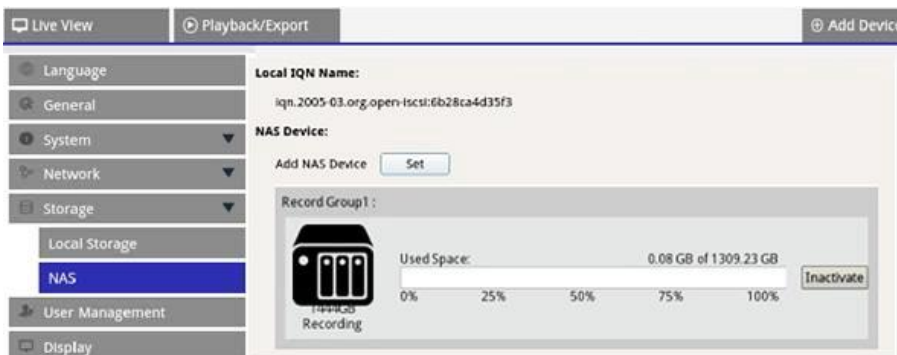 Live View
Playback/Export
Add Device
Language
General
System
Network
Storage
Local Storage
NAS
User Management
Display
Local IQN Name:
iqn.2005-03.org.open-iscsi:6b28ca4d35f3
NAS Device:
Add NAS Device Set
Record Group1 :
Used Space: 0.08 GB of 1309.23 GB
0% 25% 50% 75% 100%
Inactivate
1444GB
Recording